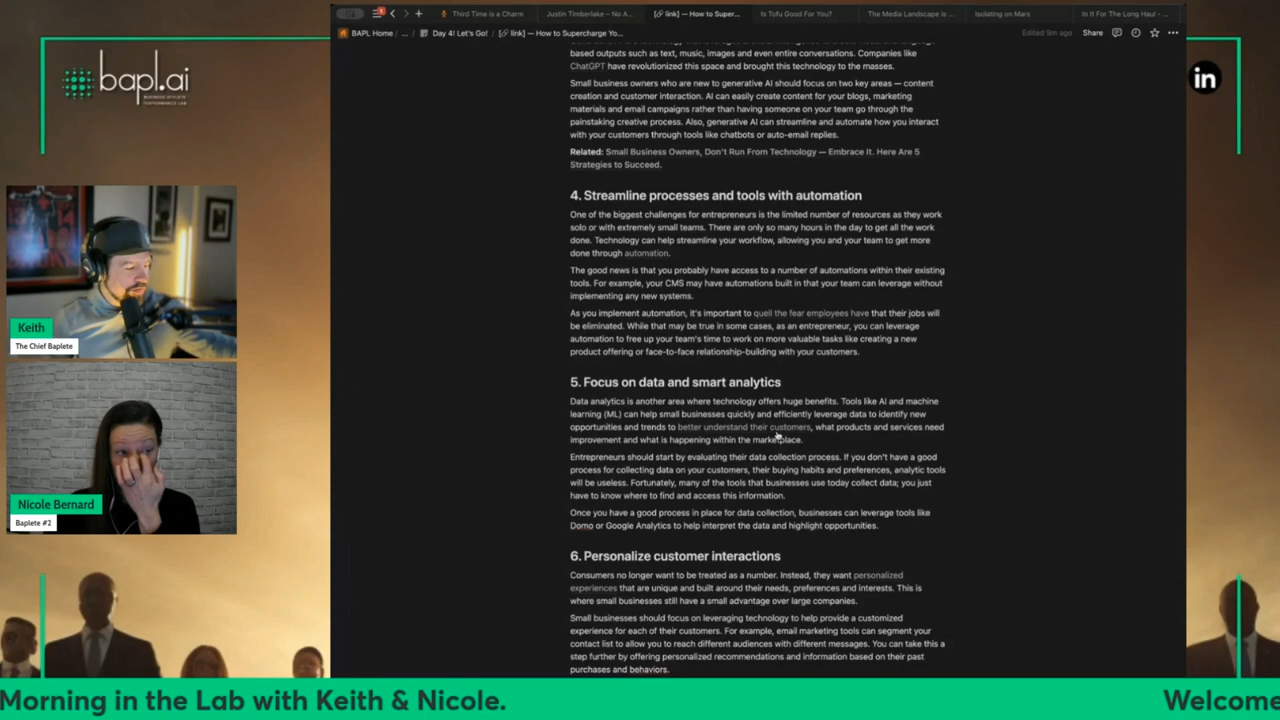 1
Third Time is a Charm
Justin Timberlake – No A...
[🔗 link] — How to Super...
Is Tofu Good For You?
The Media Landscape is ...
Isolating on Mars
In It For The Long Haul - ...
BAPL Home / ... / Day 4! Let's Go! / [🔗 link] — How to Supercharge Yo...
Edited 9m ago
Share
bapl.ai
in
based outputs such as text, music, images and even entire conversations. Companies like
ChatGPT have revolutionized this space and brought this technology to the masses.
Small business owners who are new to generative AI should focus on two key areas — content
creation and customer interaction. AI can easily create content for your blogs, marketing
materials and email campaigns rather than having someone on your team go through the
painstaking creative process. Also, generative AI can streamline and automate how you interact
with your customers through tools like chatbots or auto-email replies.
Related: Small Business Owners, Don't Run From Technology — Embrace It. Here Are 5
Strategies to Succeed.
4. Streamline processes and tools with automation
One of the biggest challenges for entrepreneurs is the limited number of resources as they work
solo or with extremely small teams. There are only so many hours in the day to get all the work
done. Technology can help streamline your workflow, allowing you and your team to get more
done through automation.
The good news is that you probably have access to a number of automations within their existing
tools. For example, your CMS may have automations built in that your team can leverage without
implementing any new systems.
As you implement automation, it's important to quell the fear employees have that their jobs will
be eliminated. While that may be true in some cases, as an entrepreneur, you can leverage
automation to free up your team's time to work on more valuable tasks like creating a new
product offering or face-to-face relationship-building with your customers.
5. Focus on data and smart analytics
Data analytics is another area where technology offers huge benefits. Tools like AI and machine
learning (ML) can help small businesses quickly and efficiently leverage data to identify new
opportunities and trends to better understand their customers, what products and services need
improvement and what is happening within the marketplace.
Entrepreneurs should start by evaluating their data collection process. If you don't have a good
process for collecting data on your customers, their buying habits and preferences, analytic tools
will be useless. Fortunately, many of the tools that businesses use today collect data; you just
have to know where to find and access this information.
Once you have a good process in place for data collection, businesses can leverage tools like
Domo or Google Analytics to help interpret the data and highlight opportunities.
6. Personalize customer interactions
Consumers no longer want to be treated as a number. Instead, they want personalized
experiences that are unique and built around their needs, preferences and interests. This is
where small businesses still have a small advantage over large companies.
Small businesses should focus on leveraging technology to help provide a customized
experience for each of their customers. For example, email marketing tools can segment your
contact list to allow you to reach different audiences with different messages. You can take this a
step further by offering personalized recommendations and information based on their past
purchases and behaviors.
Keith
The Chief Baplete
Nicole Bernard
Baplete #2
Morning in the Lab with Keith & Nicole.
Welcome